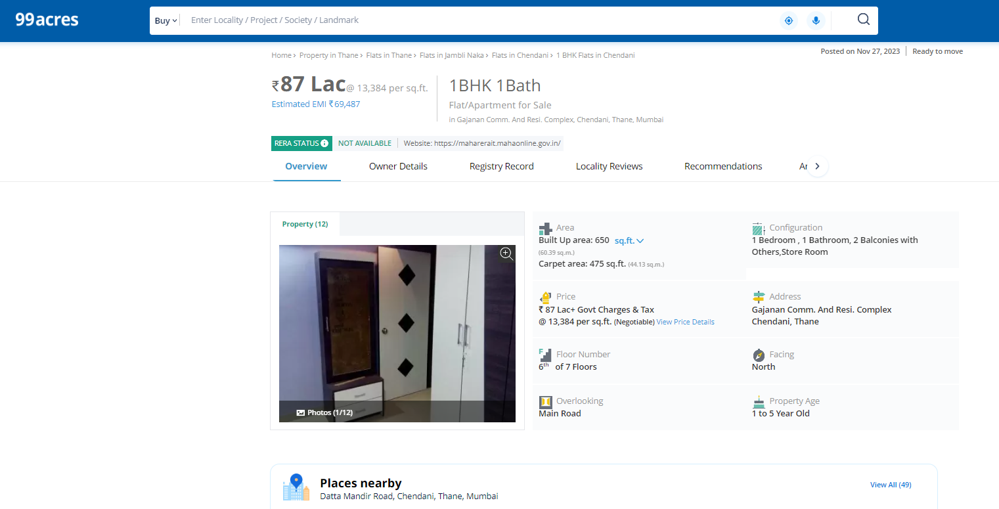 99acres
Buy
Enter Locality / Project / Society / Landmark
Home › Property in Thane › Flats in Thane › Flats in Jambli Naka › Flats in Chendani › 1 BHK Flats in Chendani
Posted on Nov 27, 2023 | Ready to move
₹87 Lac @ 13,384 per sq.ft.
Estimated EMI ₹69,487
1BHK 1Bath
Flat/Apartment for Sale
in Gajanan Comm. And Resi. Complex, Chendani, Thane, Mumbai
RERA STATUS NOT AVAILABLE Website: https://maharerait.mahaonline.gov.in/
Overview Owner Details Registry Record Locality Reviews Recommendations Ar
Property (12)
Photos (1/12)
Area
Built Up area: 650 sq.ft.
(60.39 sq.m.)
Carpet area: 475 sq.ft. (44.13 sq.m.)
Configuration
1 Bedroom , 1 Bathroom, 2 Balconies with
Others,Store Room
Price
₹ 87 Lac+ Govt Charges & Tax
@ 13,384 per sq.ft. (Negotiable) View Price Details
Address
Gajanan Comm. And Resi. Complex
Chendani, Thane
Floor Number
6th of 7 Floors
Facing
North
Overlooking
Main Road
Property Age
1 to 5 Year Old
Places nearby
Datta Mandir Road, Chendani, Thane, Mumbai
View All (49)